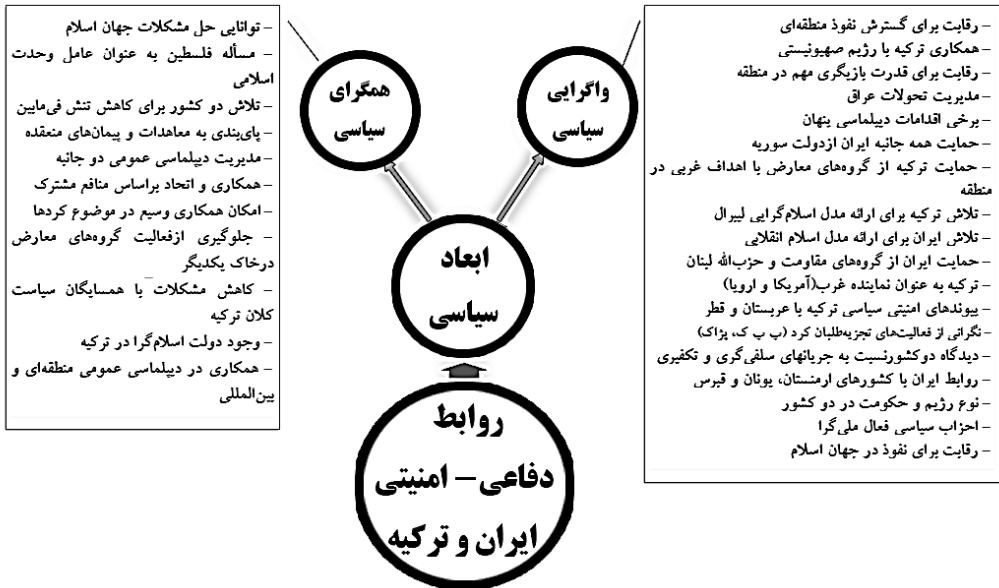 – رقابت برای گسترش نفوذ منطقه‌ای
– همکاری ترکیه با رژیم صهیونیستی
– رقابت برای قدرت بازیگری مهم در منطقه
– مدیریت تحولات عراق
– برخی اقدامات دیپلماسی پنهان
– حمایت همه جانبه ایران ازدولت سوریه
– حمایت ترکیه از گروه‌های معارض با اهداف غربی در
منطقه
– تلاش ترکیه برای ارائه مدل اسلام‌گرایی لیبرال
– تلاش ایران برای ارائه مدل اسلام انقلابی
– حمایت ایران از گروه‌های مقاومت و حزب‌الله لبنان
– ترکیه به عنوان نماینده غرب(آمریکا و اروپا)
– پیوندهای امنیتی سیاسی ترکیه با عربستان و قطر
– نگرانی از فعالیت‌های تجزیه‌طلبان کرد (پ پ ک، پژاک)
– دیدگاه دوکشورنسبت به جریانهای سلفی‌گری و تکفیری
– روابط ایران با کشورهای ارمنستان، یونان و قبرس
– نوع رژیم و حکومت در دو کشور
– احزاب سیاسی فعال ملی‌گرا
– رقابت برای نفوذ در جهان اسلام
واگرایی
سیاسی
همگرای
سیاسی
– توانایی حل مشکلات جهان اسلام
– مسأله فلسطین به عنوان عامل وحدت
اسلامی
– تلاش دو کشور برای کاهش تنش فی‌مابین
– پای‌بندی به معاهدات و پیمان‌های منعقده
– مدیریت دیپلماسی عمومی دو جانبه
– همکاری و اتحاد براساس منافع مشترک
– امکان همکاری وسیع در موضوع کردها
– جلوگیری ازفعالیت گروه‌های معارض
درخاک یکدیگر
– کاهش مشکلات با همسایگان سیاست
کلان ترکیه
– وجود دولت اسلام‌گرا در ترکیه
– همکاری در دیپلماسی عمومی منطقه‌ای و
بین‌المللی
ابعاد
سیاسی
روابط
دفاعی – امنیتی
ایران و ترکیه